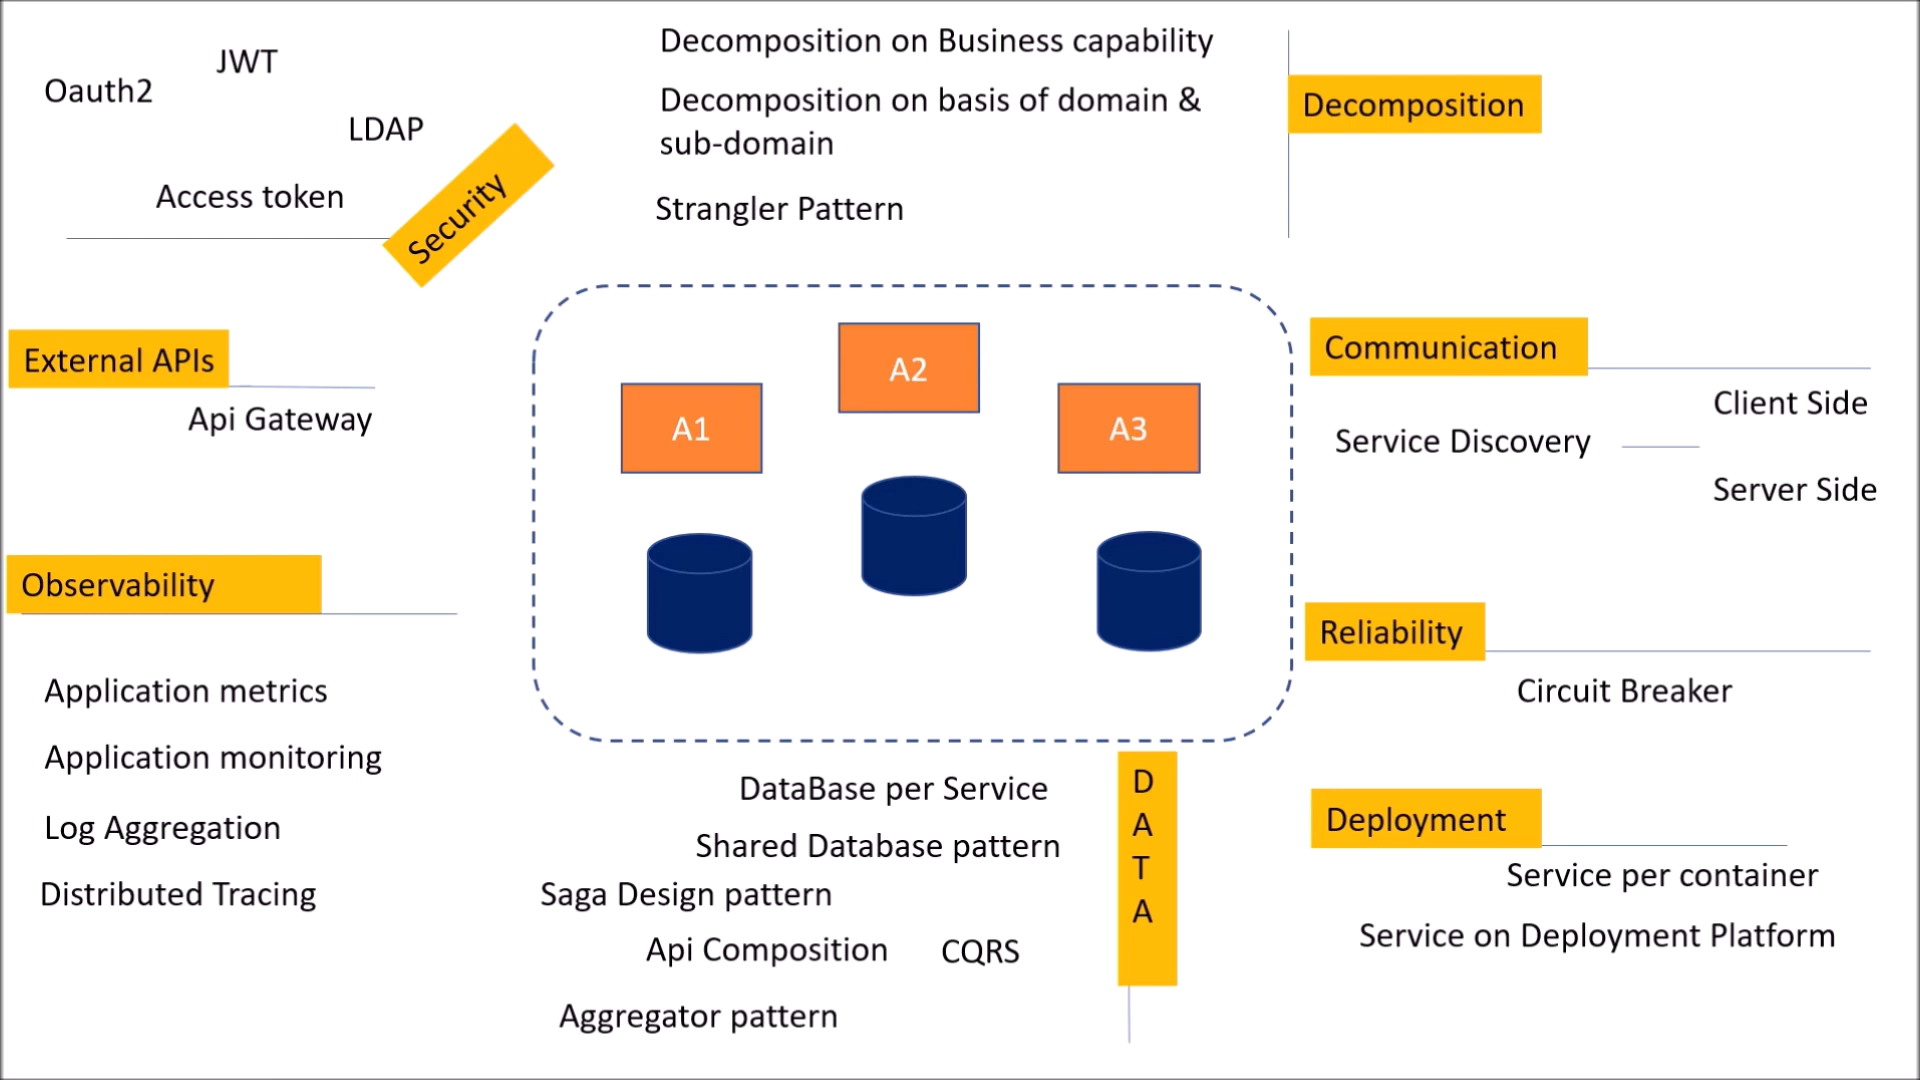 JWT
Oauth2
LDAP
Access token
Security
Decomposition on Business capability
Decomposition on basis of domain &
sub-domain
Strangler Pattern
Decomposition
External APIs
Api Gateway
A1
A2
A3
Communication
Client Side
Service Discovery
Server Side
Observability
Application metrics
Application monitoring
Log Aggregation
Distributed Tracing
Reliability
Circuit Breaker
DataBase per Service
Shared Database pattern
Saga Design pattern
Api Composition
CQRS
Aggregator pattern
D
A
T
A
Deployment
Service per container
Service on Deployment Platform